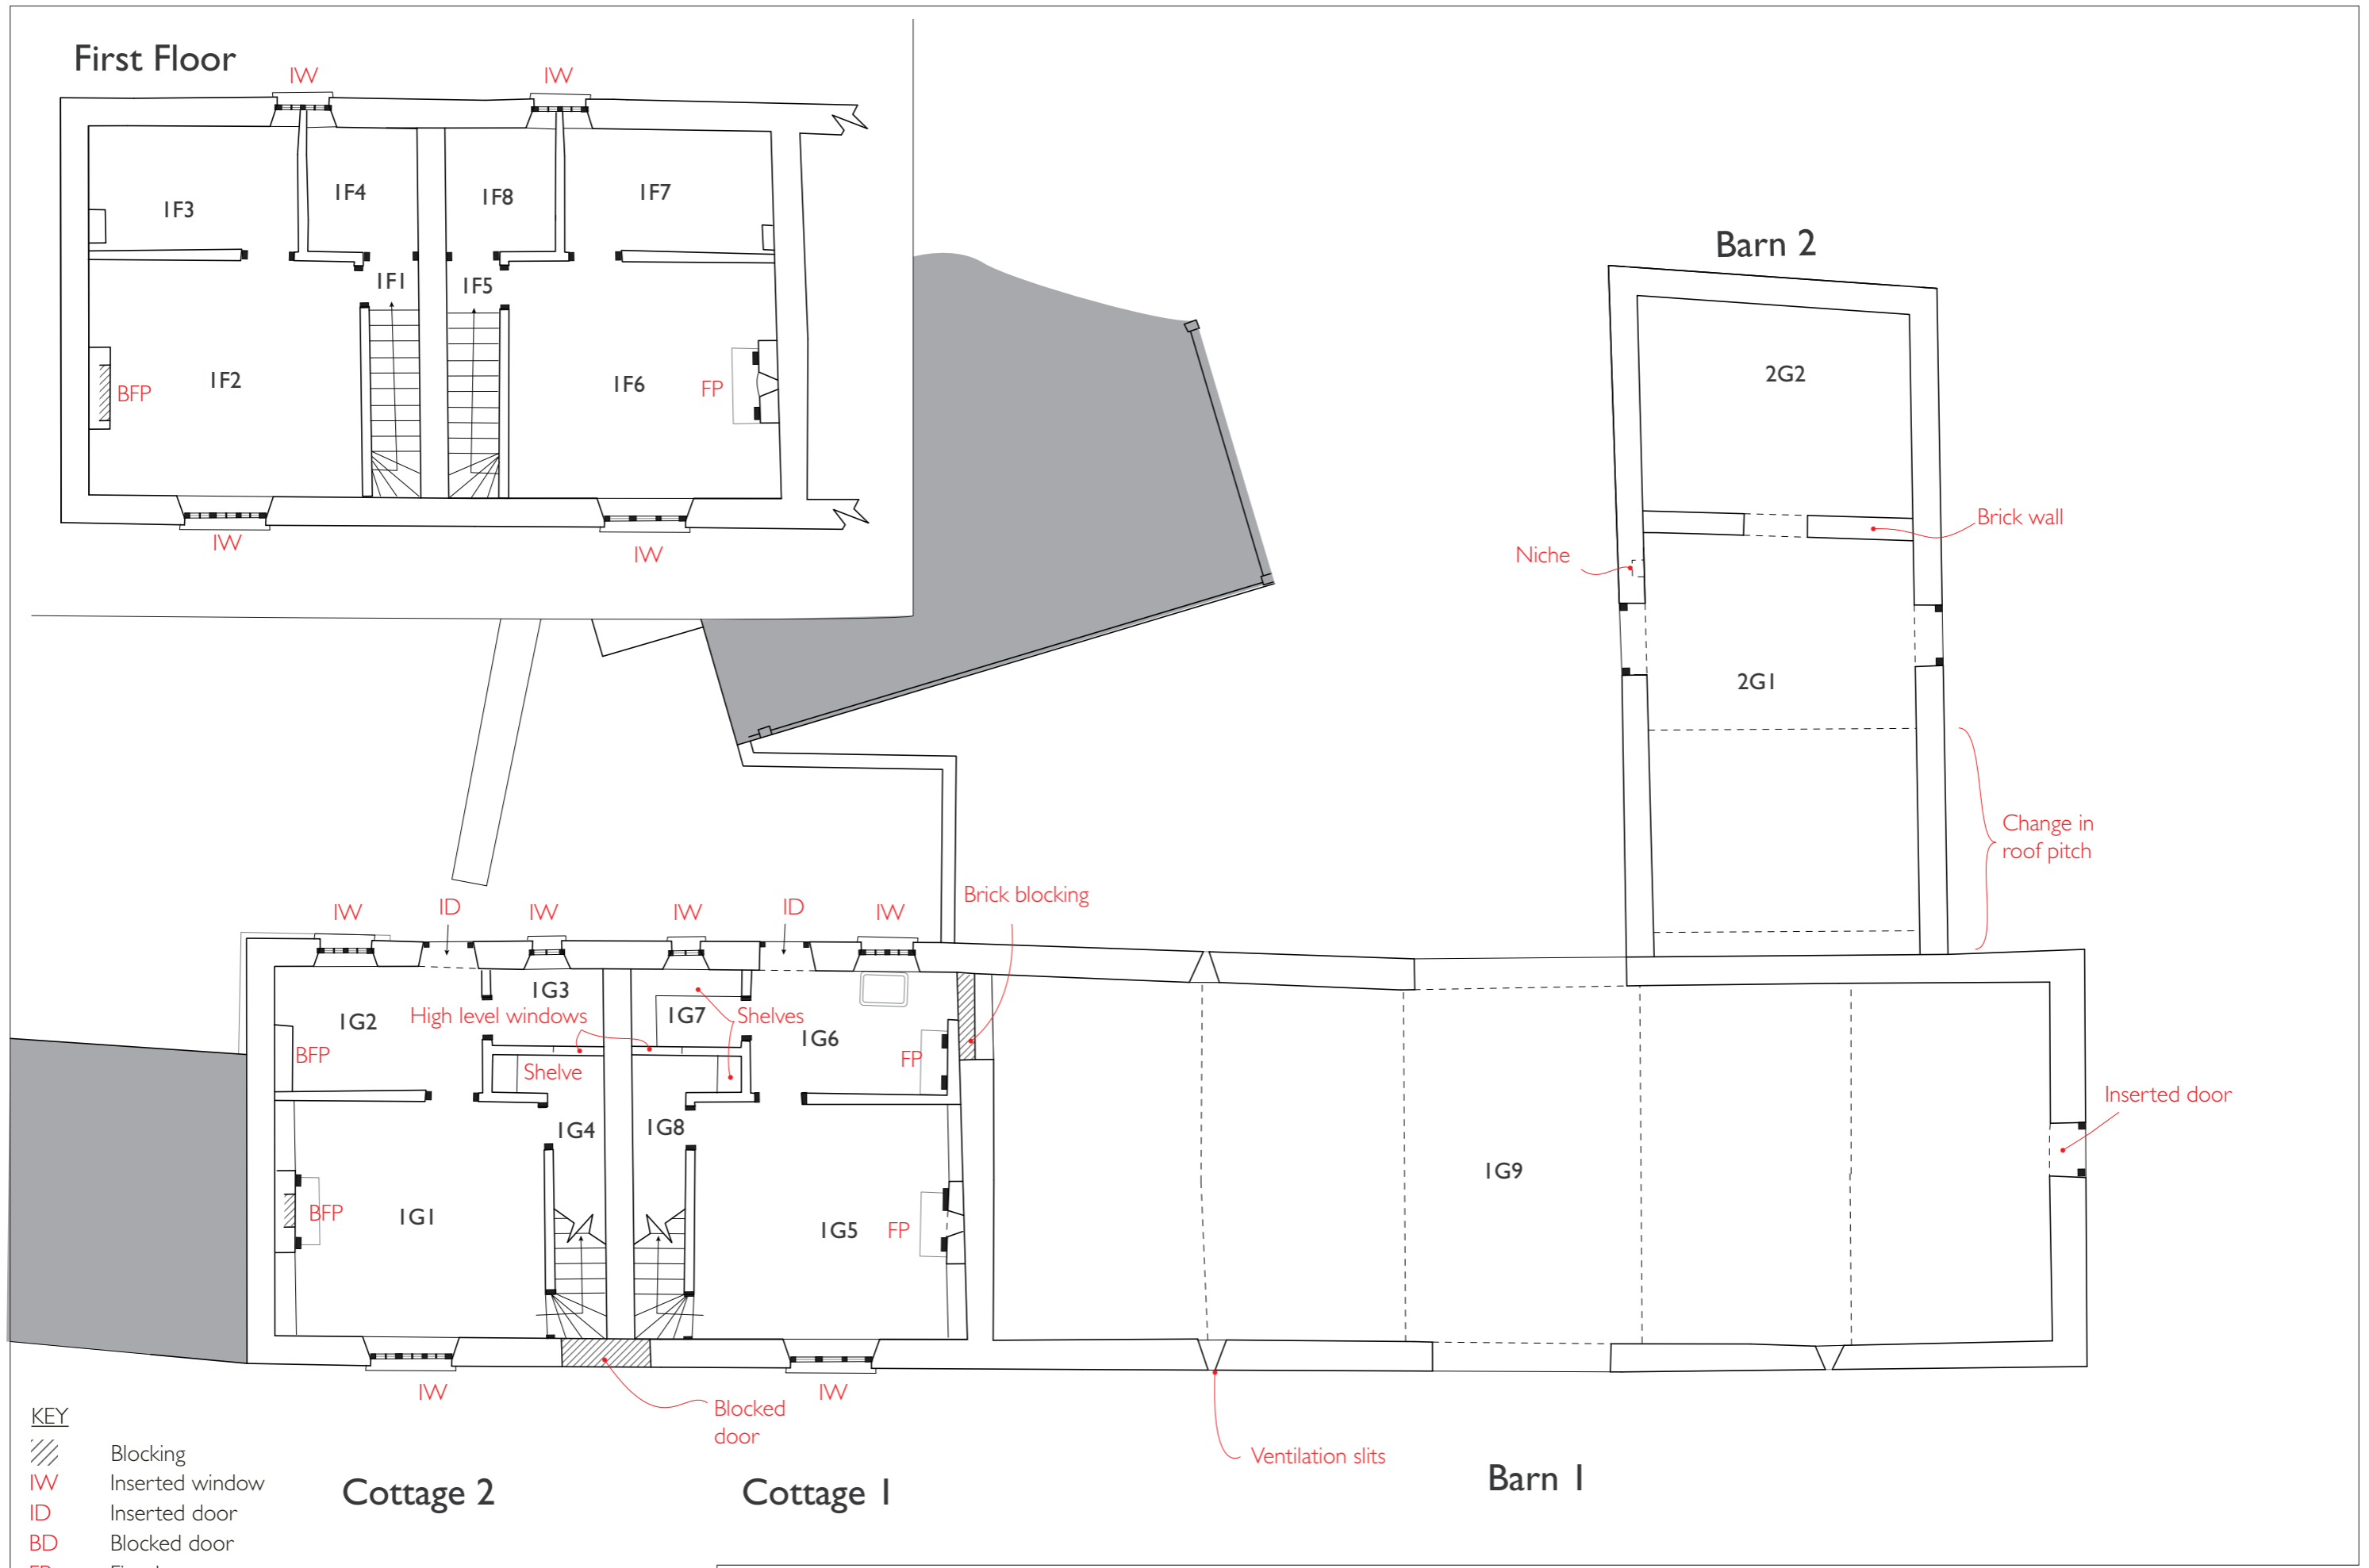 First Floor
IW
IW
1F3
1F4
1F8
1F7
1F1
1F5
1F2
BFP
1F6
FP
IW
IW
Barn 2
2G2
Brick wall
Niche
2G1
Change in
roof pitch
Brick blocking
IW
ID
IW
IW
ID
IW
1G3
1G2
High level windows
1G7
Shelves
1G6
BFP
FP
Shelve
Inserted door
1G4
1G8
1G9
1G1
BFP
1G5
FP
IW
IW
Blocked
door
Ventilation slits
Cottage 2
Cottage 1
Barn 1
KEY
Blocking
IW Inserted window
ID Inserted door
BD Blocked door